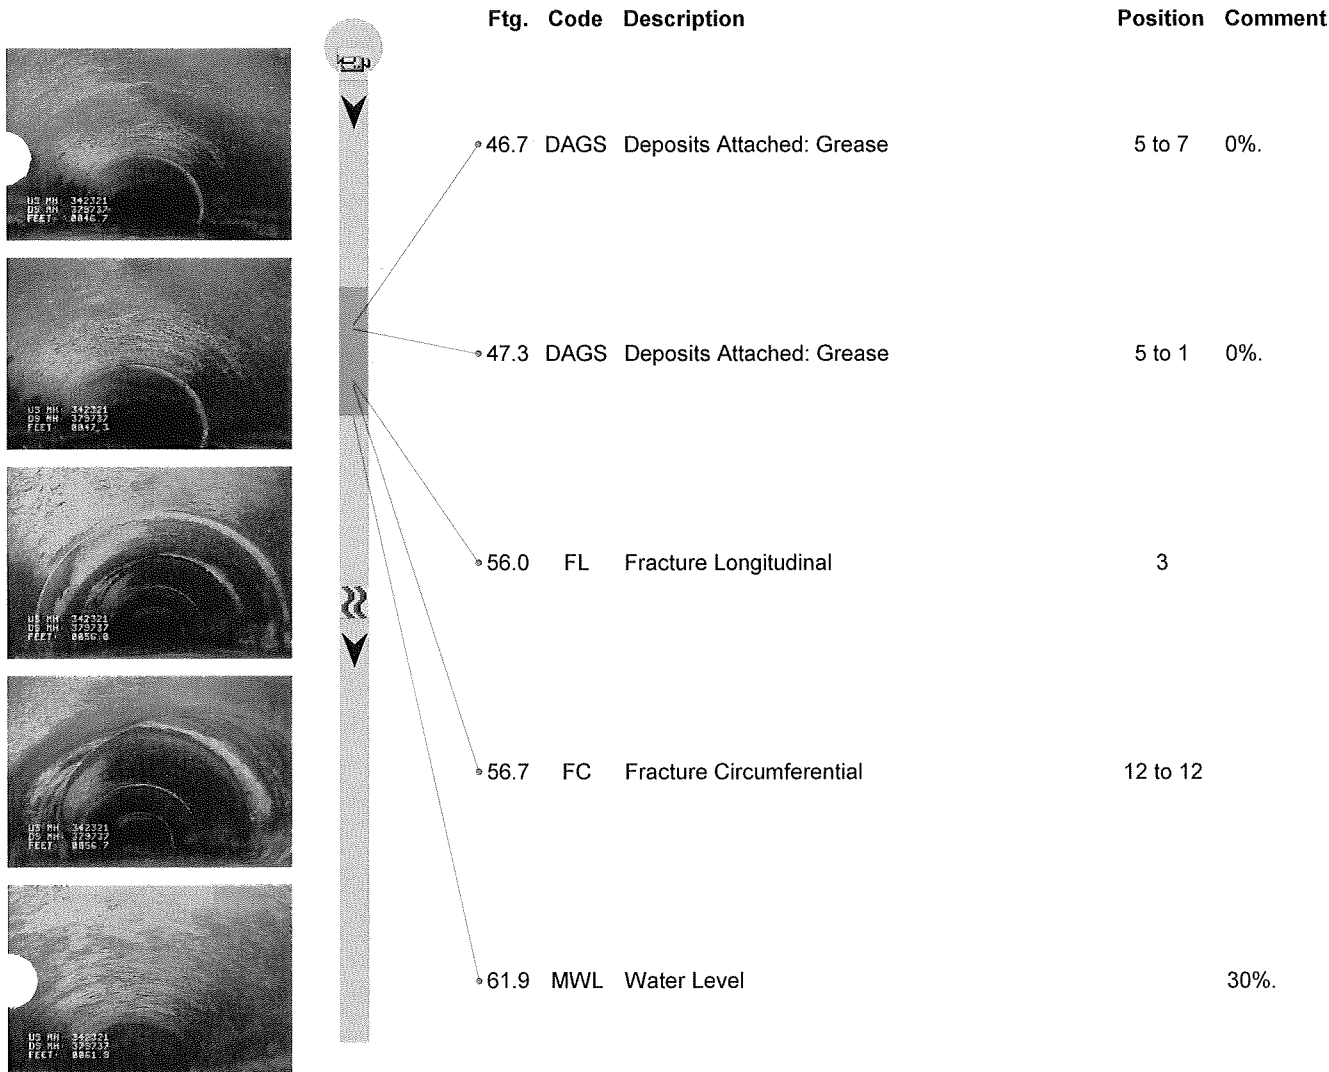 Ftg. Code Description Position Comment
US MH: 342321
DS MH: 379737
FEET: 0046.7
46.7 DAGS Deposits Attached: Grease 5 to 7 0%.
US MH: 342321
DS MH: 379737
FEET: 0047.3
47.3 DAGS Deposits Attached: Grease 5 to 1 0%.
US MH: 342321
DS MH: 379737
FEET: 0056.0
56.0 FL Fracture Longitudinal 3
US MH: 342321
DS MH: 379737
FEET: 0056.7
56.7 FC Fracture Circumferential 12 to 12
US MH: 342321
DS MH: 379737
FEET: 0061.9
61.9 MWL Water Level 30%.